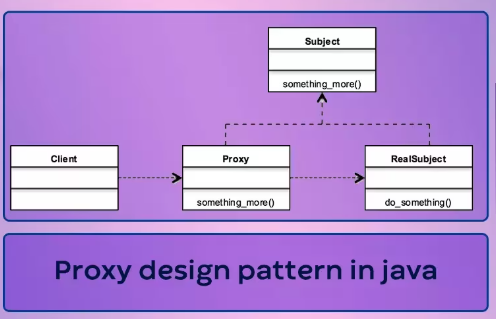 Subject
something_more()
Client
Proxy
RealSubject
something_more()
do_something()
Proxy design pattern in java